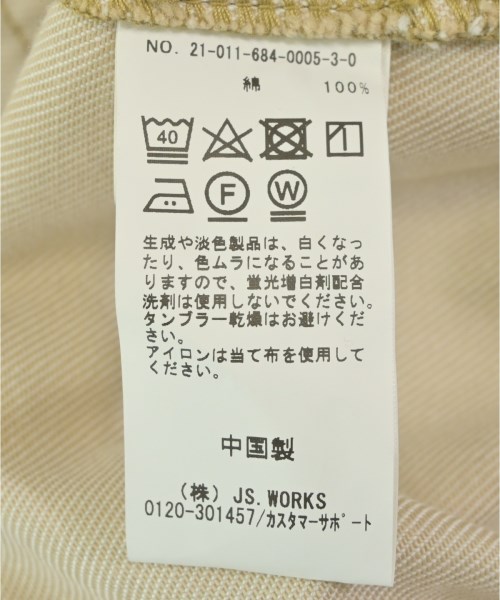 NO. 21-011-684-0005-3-0
綿 100%
40
F W
生成や淡色製品は、白くなっ
たり、色ムラになることがあ
りますので、蛍光増白剤配合
洗剤は使用しないでください。
タンブラー乾燥はお避けくだ
さい。
アイロンは当て布を使用して
ください。
中国製
(株) JS.WORKS
0120-301457/カスタマーサポート